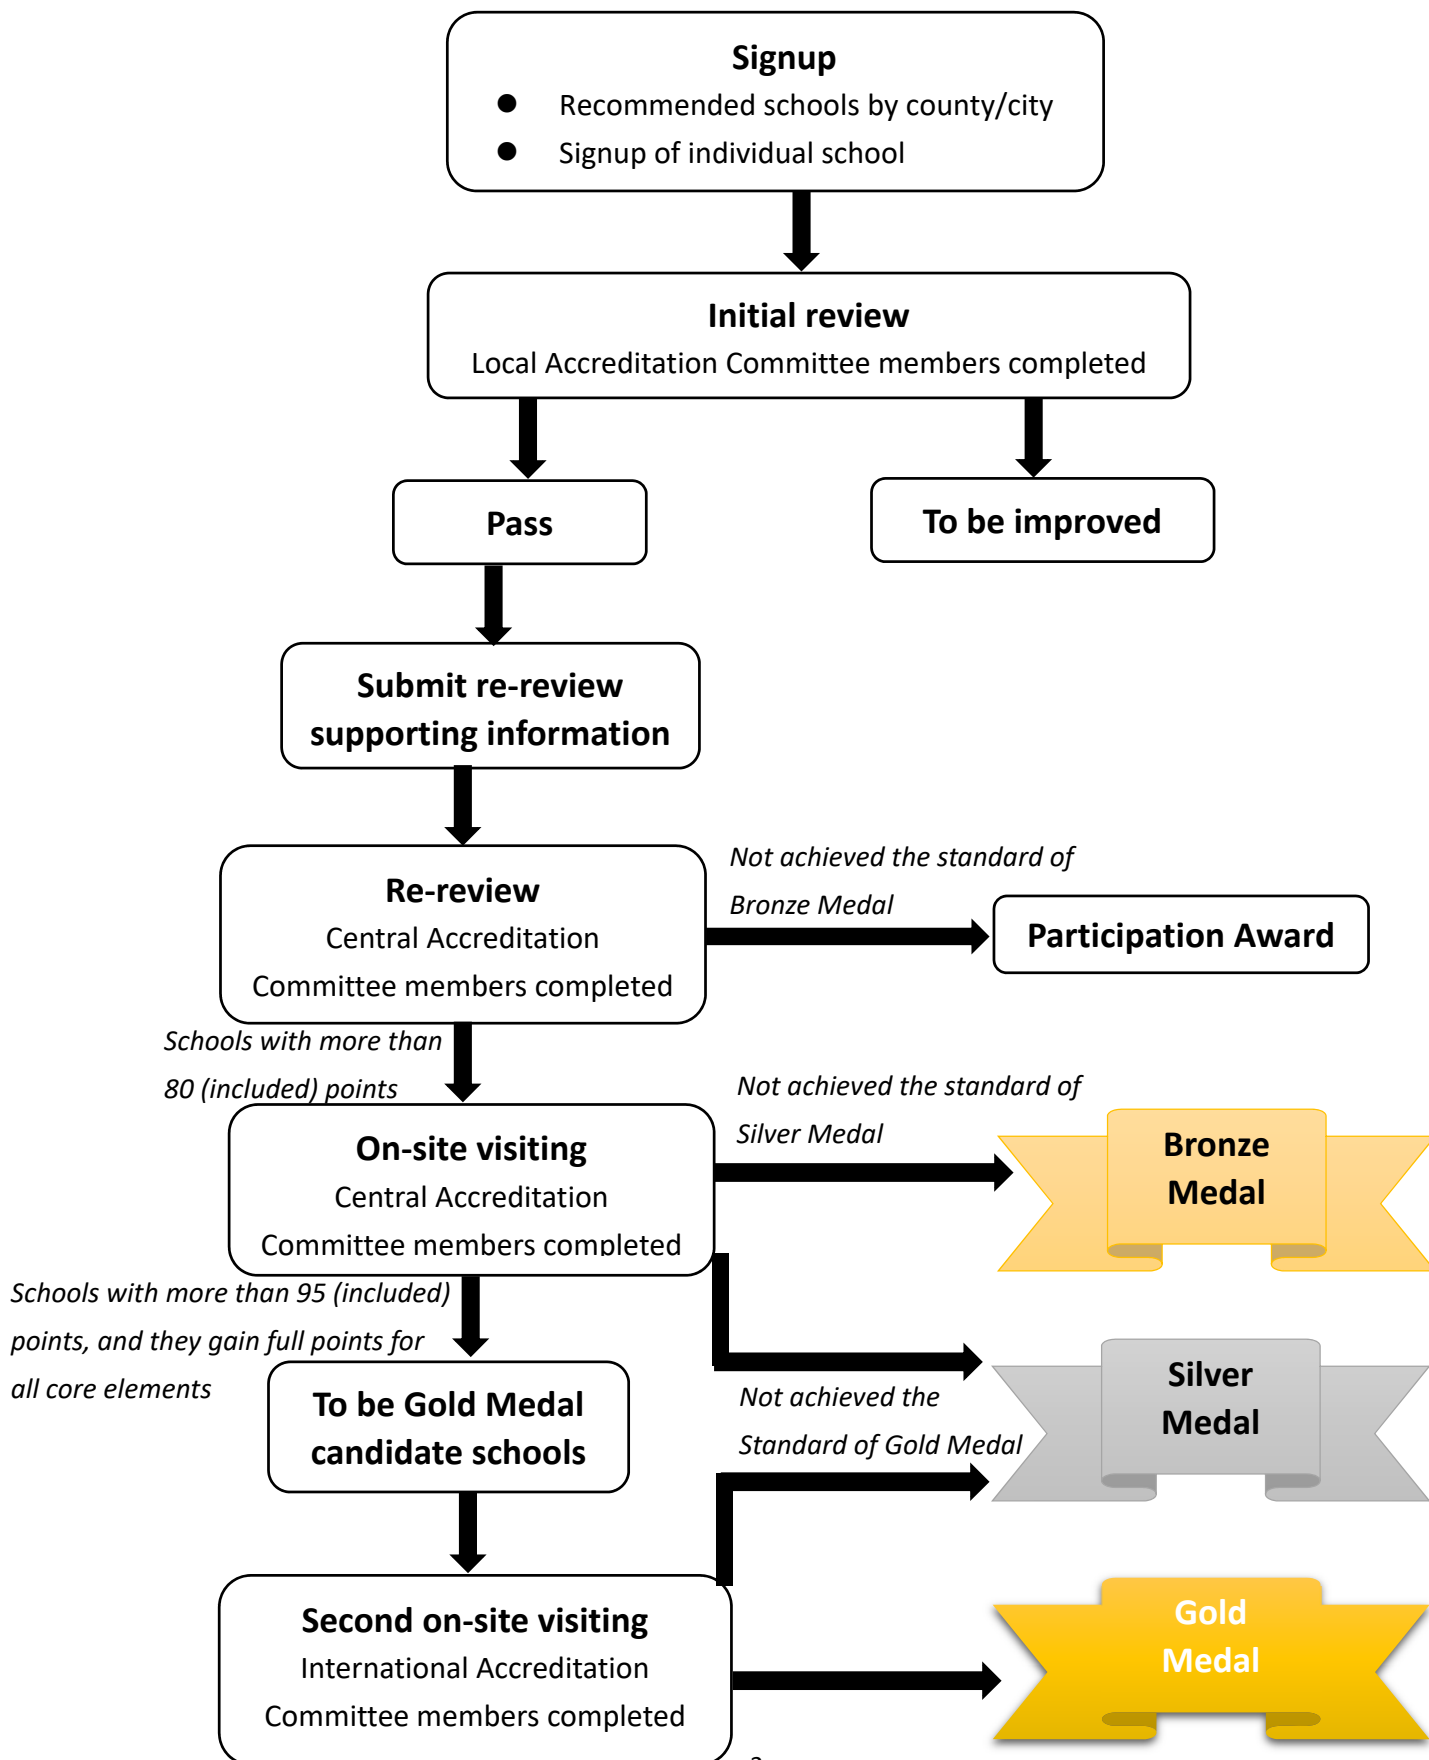 Signup
● Recommended schools by county/city
● Signup of individual school
Initial review
Local Accreditation Committee members completed
Pass
To be improved
Submit re-review
supporting information
Re-review
Central Accreditation
Committee members completed
Not achieved the standard of
Bronze Medal
Participation Award
Schools with more than
80 (included) points
On-site visiting
Central Accreditation
Committee members completed
Not achieved the standard of
Silver Medal
Bronze
Medal
Schools with more than 95 (included)
points, and they gain full points for
all core elements
To be Gold Medal
candidate schools
Not achieved the
Standard of Gold Medal
Silver
Medal
Second on-site visiting
International Accreditation
Committee members completed
Gold
Medal